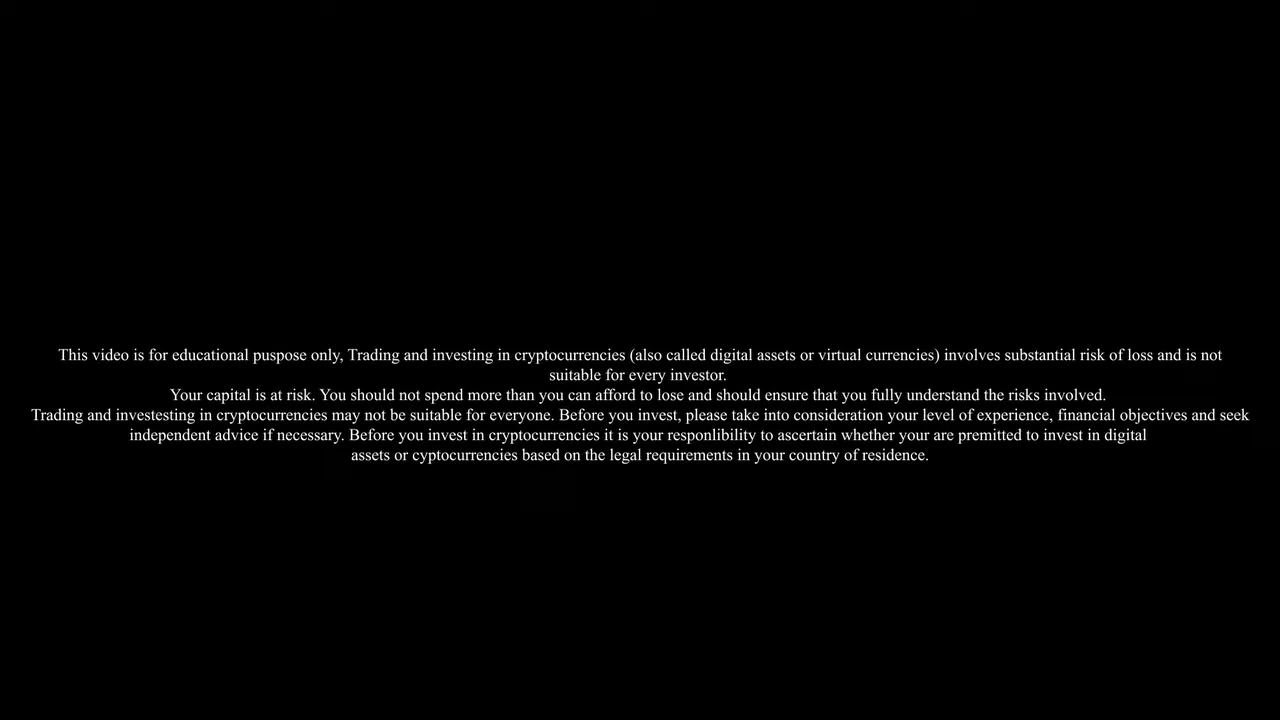 This video is for educational puspose only, Trading and investing in cryptocurrencies (also called digital assets or virtual currencies) involves substantial risk of loss and is not
suitable for every investor.
Your capital is at risk. You should not spend more than you can afford to lose and should ensure that you fully understand the risks involved.
Trading and investesting in cryptocurrencies may not be suitable for everyone. Before you invest, please take into consideration your level of experience, financial objectives and seek
independent advice if necessary. Before you invest in cryptocurrencies it is your responlibility to ascertain whether your are premitted to invest in digital
assets or cyptocurrencies based on the legal requirements in your country of residence.